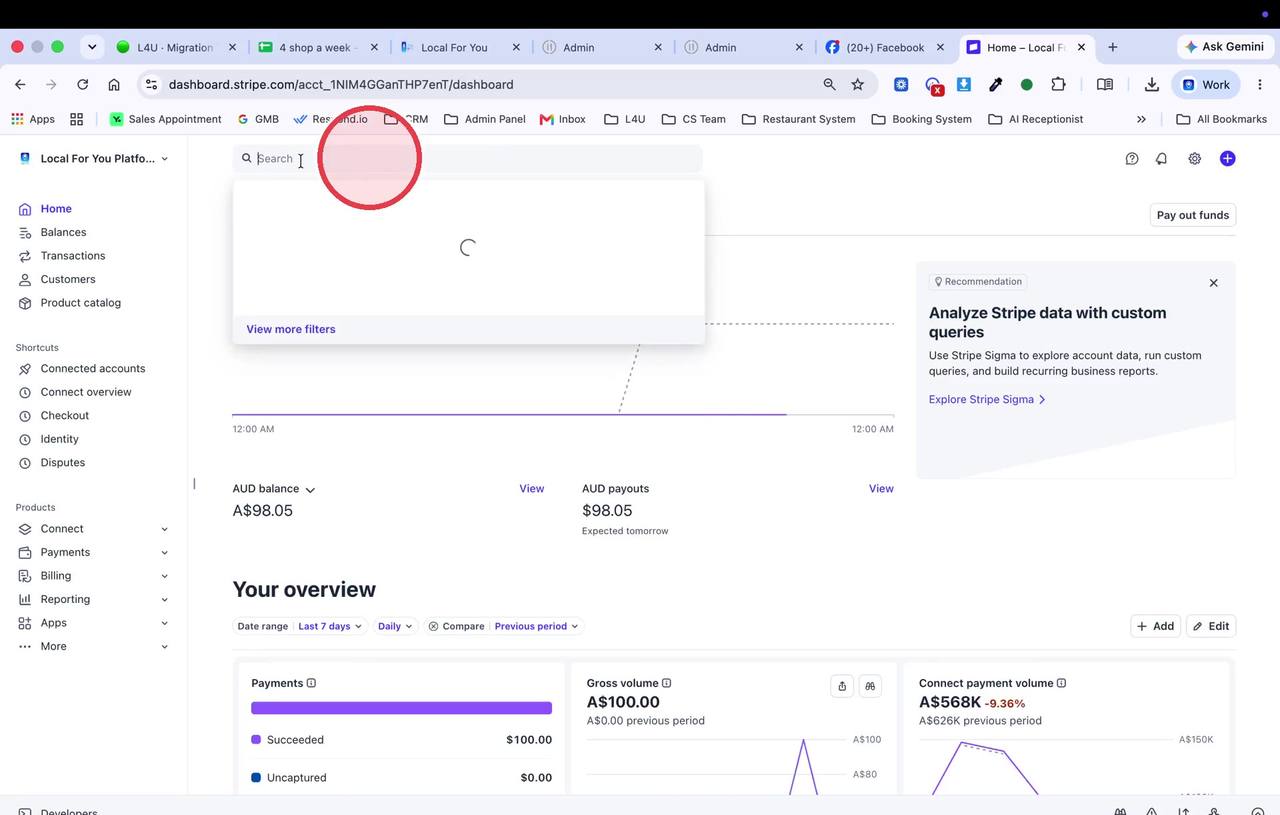 L4U · Migration
4 shop a week -
Local For You
Admin
Admin
(20+) Facebook
Home – Local F
Ask Gemini
dashboard.stripe.com/acct_1NIM4GGanTHP7enT/dashboard
Work
Apps
Sales Appointment
GMB
Respond.io
CRM
Admin Panel
Inbox
L4U
CS Team
Restaurant System
Booking System
AI Receptionist
All Bookmarks
Local For You Platfo...
Search
Home
Balances
Transactions
Customers
Product catalog
Shortcuts
Connected accounts
Connect overview
Checkout
Identity
Disputes
Products
Connect
Payments
Billing
Reporting
Apps
More
Developers
View more filters
Pay out funds
Recommendation
Analyze Stripe data with custom
queries
Use Stripe Sigma to explore account data, run custom
queries, and build recurring business reports.
Explore Stripe Sigma
12:00 AM
12:00 AM
AUD balance
View
A$98.05
AUD payouts
View
$98.05
Expected tomorrow
Your overview
Date range Last 7 days
Daily
Compare Previous period
Add
Edit
Payments
Succeeded $100.00
Uncaptured $0.00
Gross volume
A$100.00
A$0.00 previous period
A$100
A$80
Connect payment volume
A$568K -9.36%
A$626K previous period
A$150K